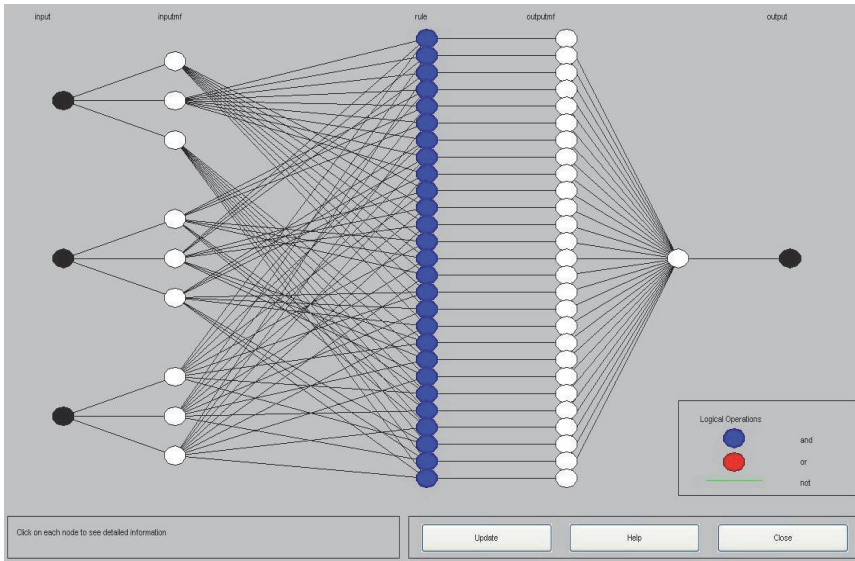 input
inputmf
rule
outputmf
output
Logical Operations
and
or
not
Click on each node to see detailed information
Update
Help
Close